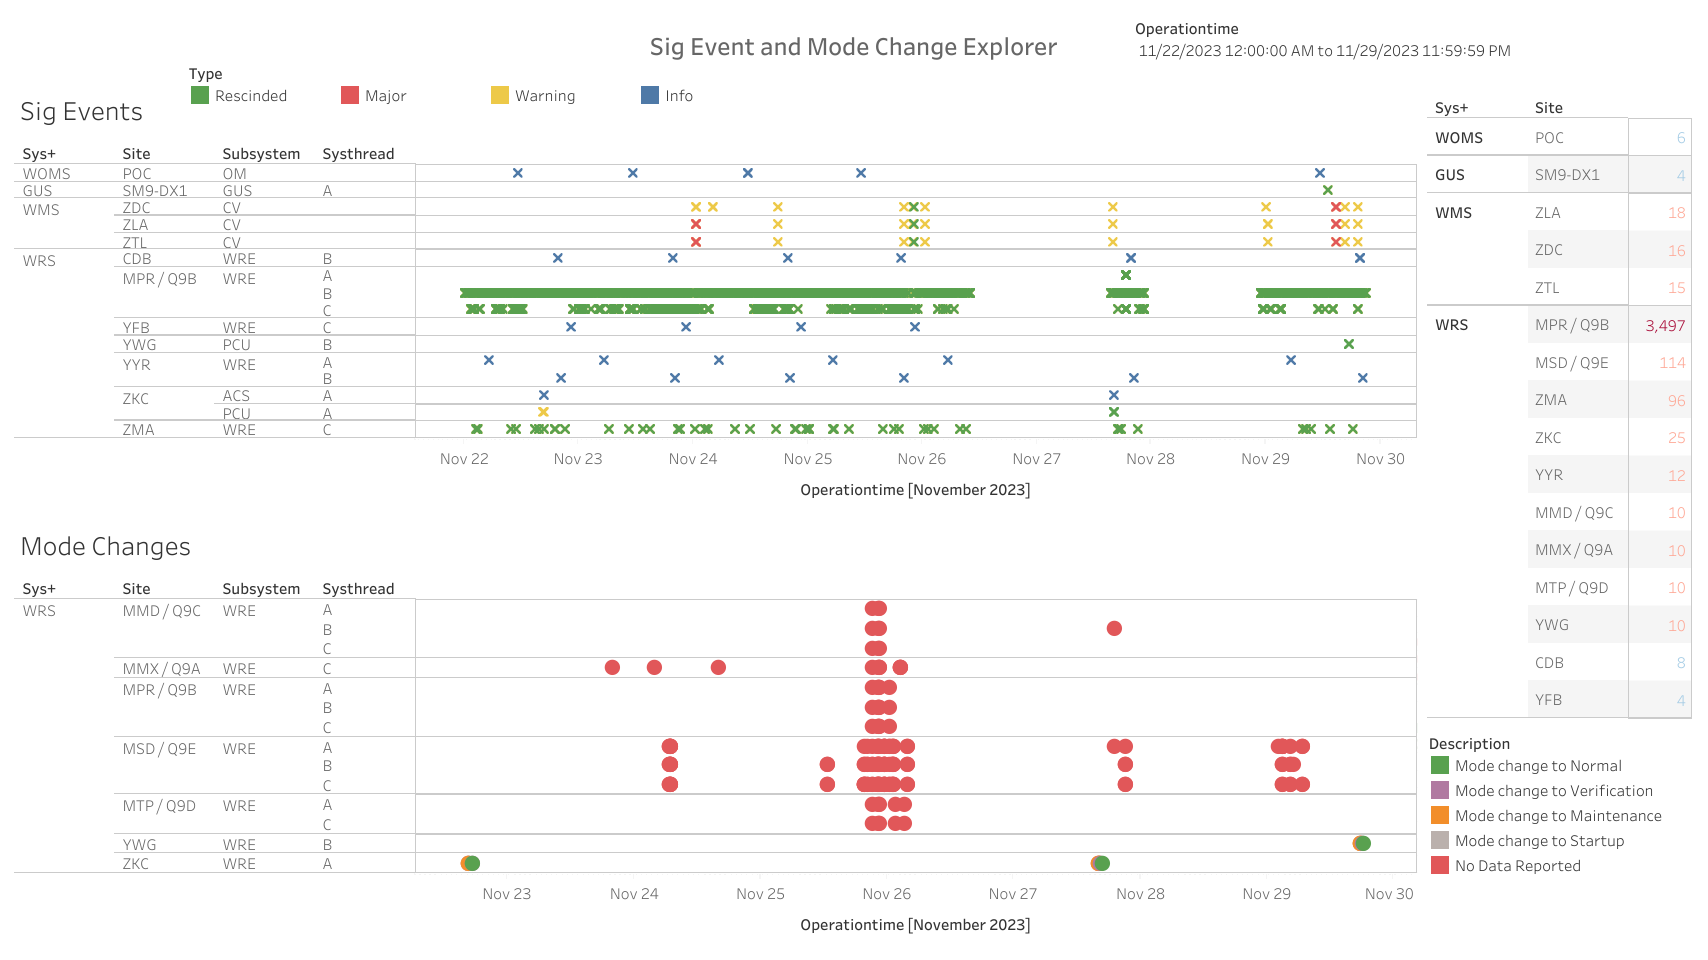 Sig Event and Mode Change Explorer
Operationtime
11/22/2023 12:00:00 AM to 11/29/2023 11:59:59 PM
Type
Rescinded Major Warning Info
Sig Events
Sys+ Site Subsystem Systhread
WOMS POC OM
GUS SM9-DX1 GUS A
WMS ZDC CV
ZLA CV
ZTL CV
WRS CDB WRE B
MPR / Q9B WRE A
B
C
YFB WRE C
YWG PCU B
YYR WRE A
B
ZKC ACS A
PCU A
ZMA WRE C
Nov 22 Nov 23 Nov 24 Nov 25 Nov 26 Nov 27 Nov 28 Nov 29 Nov 30
Operationtime [November 2023]
Mode Changes
Sys+ Site Subsystem Systhread
WRS MMD / Q9C WRE A
B
C
MMX / Q9A WRE C
MPR / Q9B WRE A
B
C
MSD / Q9E WRE A
B
C
MTP / Q9D WRE A
C
YWG WRE B
ZKC WRE A
Nov 23 Nov 24 Nov 25 Nov 26 Nov 27 Nov 28 Nov 29 Nov 30
Operationtime [November 2023]
Sys+ Site
WOMS POC 6
GUS SM9-DX1 4
WMS ZLA 18
ZDC 16
ZTL 15
WRS MPR / Q9B 3,497
MSD / Q9E 114
ZMA 96
ZKC 25
YYR 12
MMD / Q9C 10
MMX / Q9A 10
MTP / Q9D 10
YWG 10
CDB 8
YFB 4
Description
Mode change to Normal
Mode change to Verification
Mode change to Maintenance
Mode change to Startup
No Data Reported